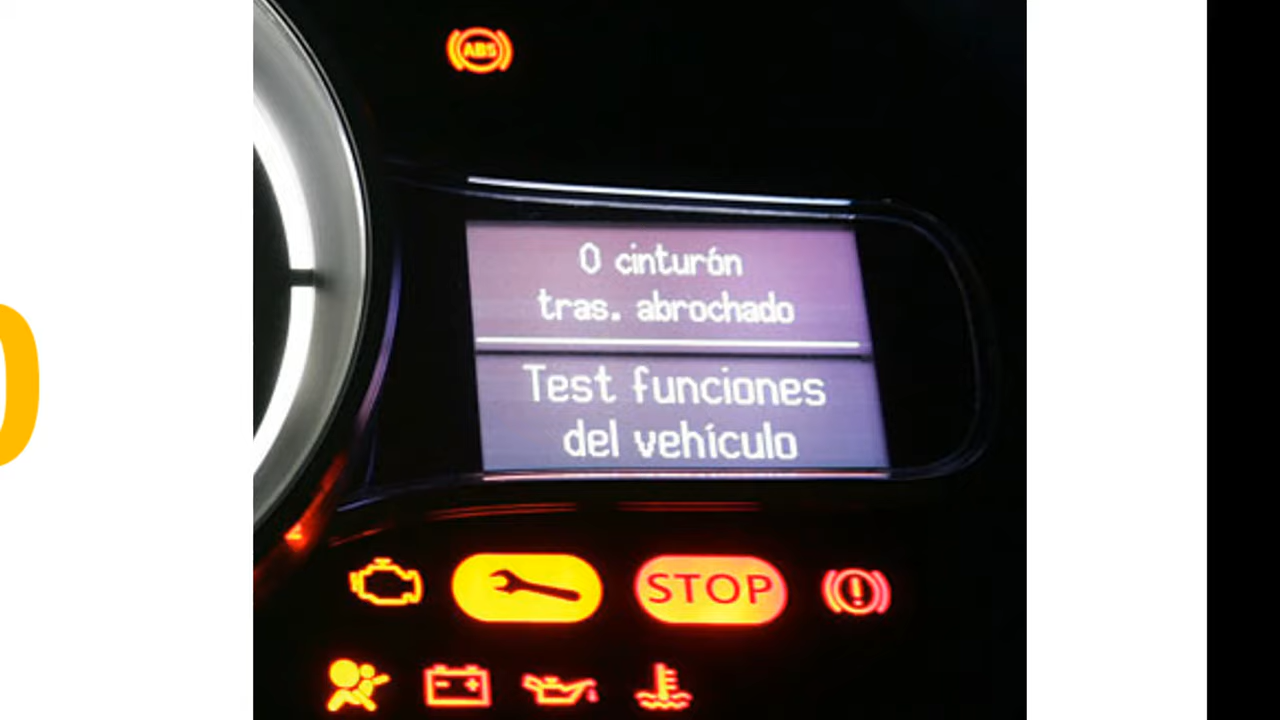 ABS
0 cinturón
tras. abrochado
Test funciones
del vehículo
STOP